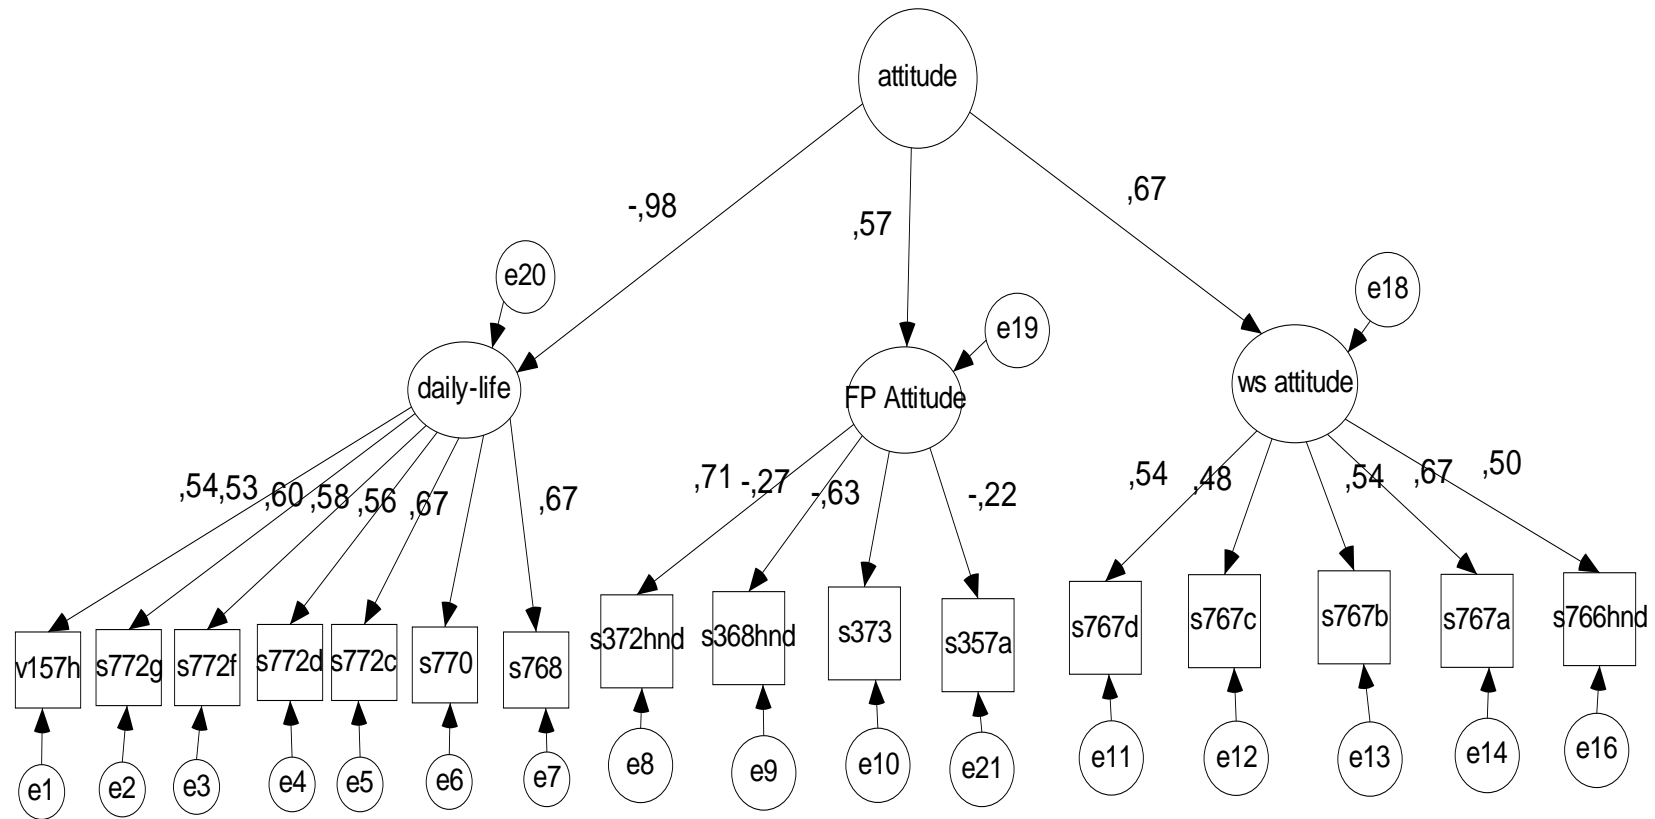 attitude
-,98
,57
,67
e20
e19
e18
daily-life
FP Attitude
ws attitude
,54
,53
,60
,58
,56
,67
,67
,71
-,27
-,63
-,22
,54
,48
,54
,67
,50
v157h
s772g
s772f
s772d
s772c
s770
s768
s372hnd
s368hnd
s373
s357a
s767d
s767c
s767b
s767a
s766hnd
e1
e2
e3
e4
e5
e6
e7
e8
e9
e10
e21
e11
e12
e13
e14
e16